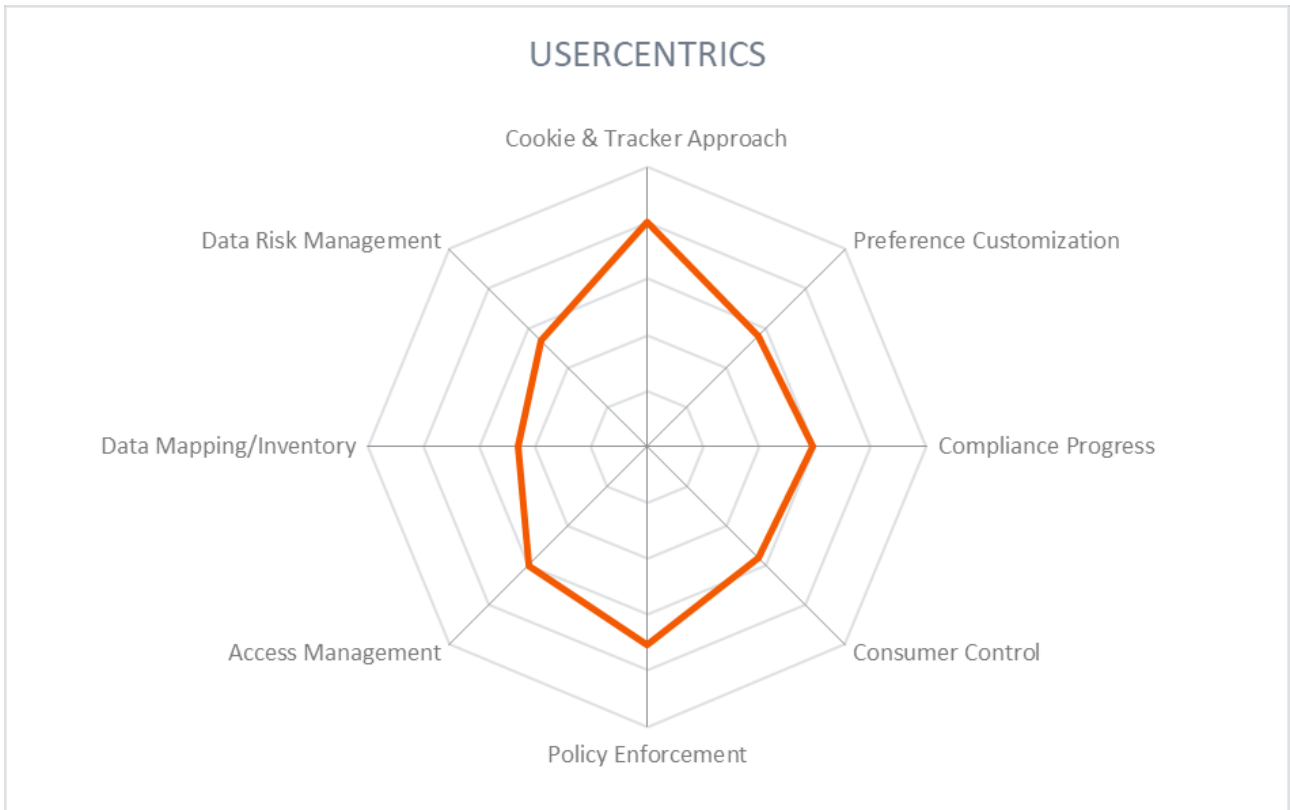 USERCENTRICS
Cookie & Tracker Approach
Data Risk Management
Preference Customization
Data Mapping/Inventory
Compliance Progress
Access Management
Consumer Control
Policy Enforcement